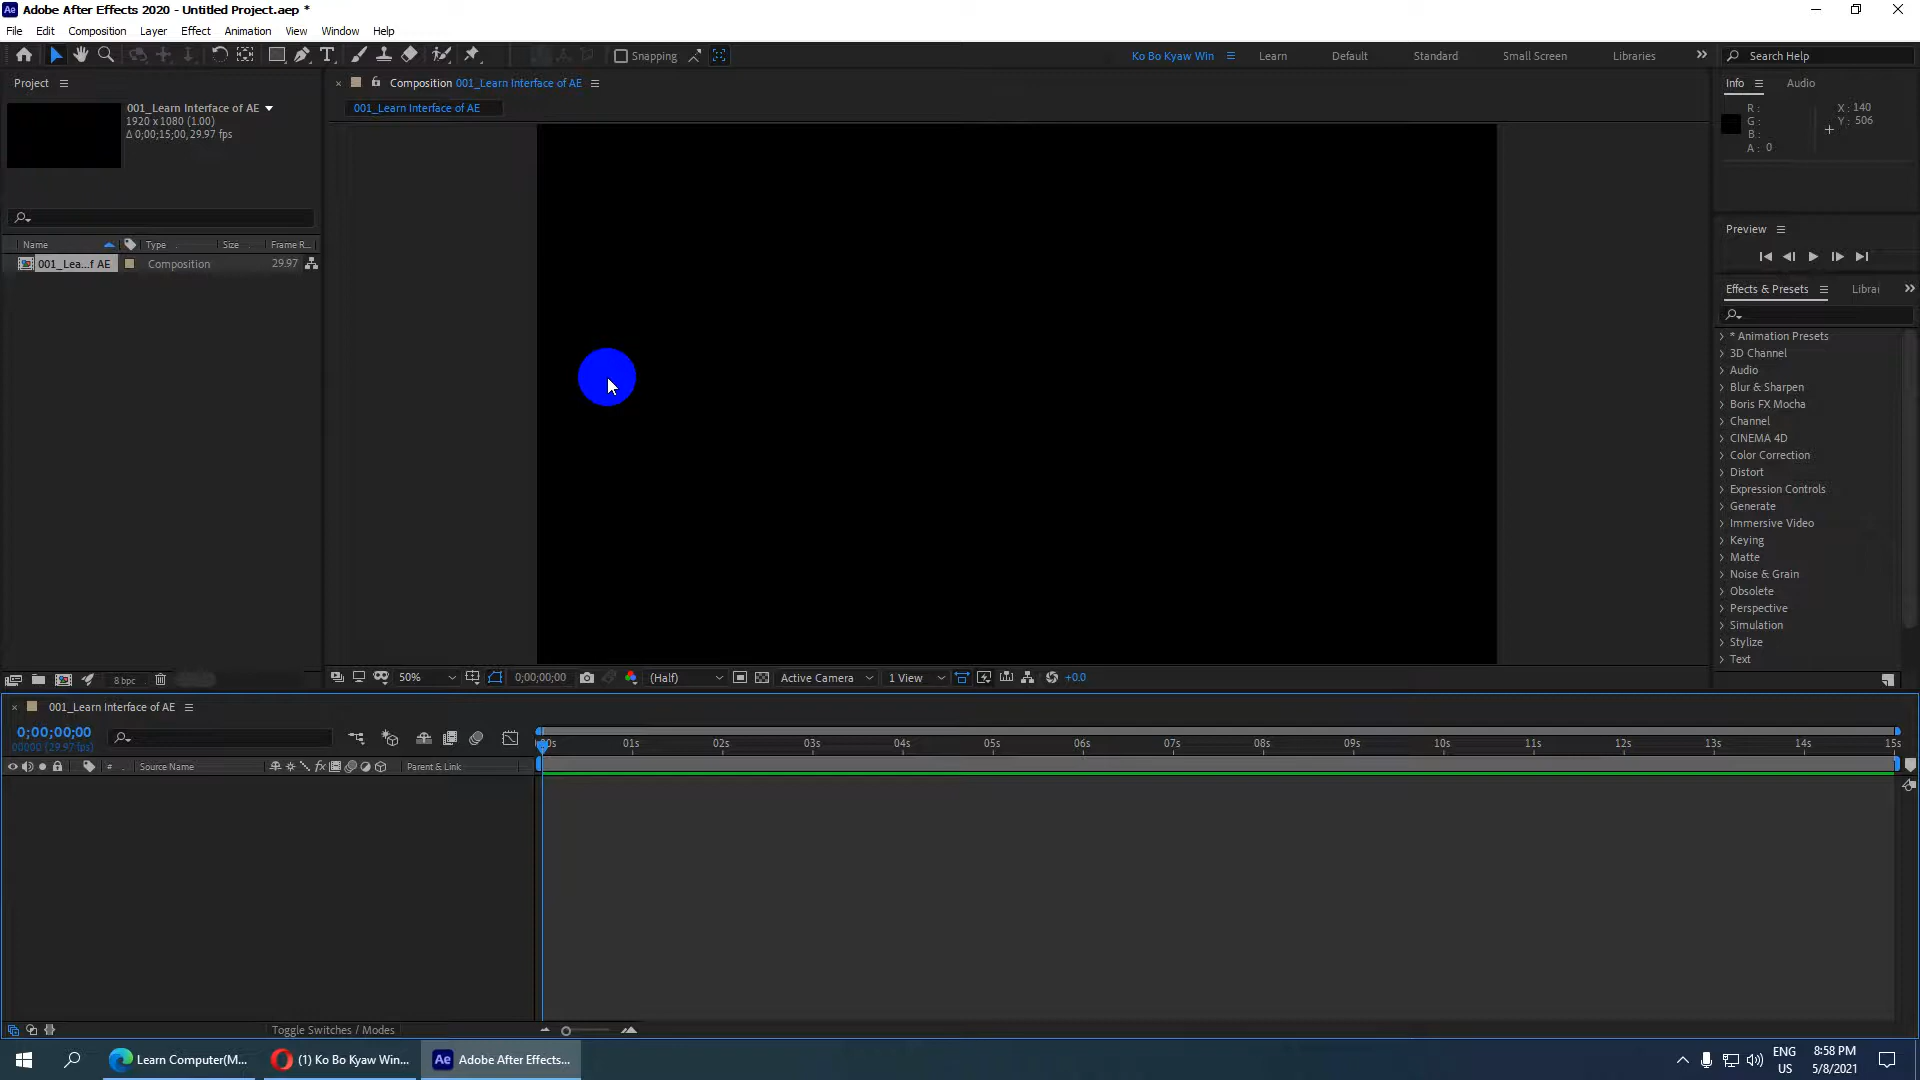 Adobe After Effects 2020 - Untitled Project.aep *
File Edit Composition Layer Effect Animation View Window Help
Snapping
Ko Bo Kyaw Win Learn Default Standard Small Screen Libraries
Search Help
Project
001_Learn Interface of AE
1920 x 1080 (1.00)
Δ 0;00;15;00, 29.97 fps
Name Type Size Frame R...
001_Lea...f AE Composition 29.97
8 bpc
Composition 001_Learn Interface of AE
001_Learn Interface of AE
50% 0;00;00;00 (Half) Active Camera 1 View +0.0
Info Audio
R : X : 140
G : Y : 506
B :
A : 0
Preview
Effects & Presets Librai
* Animation Presets
3D Channel
Audio
Blur & Sharpen
Boris FX Mocha
Channel
CINEMA 4D
Color Correction
Distort
Expression Controls
Generate
Immersive Video
Keying
Matte
Noise & Grain
Obsolete
Perspective
Simulation
Stylize
Text
001_Learn Interface of AE
0;00;00;00
00000 (29.97 fps)
# Source Name fx Parent & Link
00s 01s 02s 03s 04s 05s 06s 07s 08s 09s 10s 11s 12s 13s 14s 15s
Toggle Switches / Modes
Learn Computer(M... (1) Ko Bo Kyaw Win... Ae Adobe After Effects...
ENG
US
8:58 PM
5/8/2021